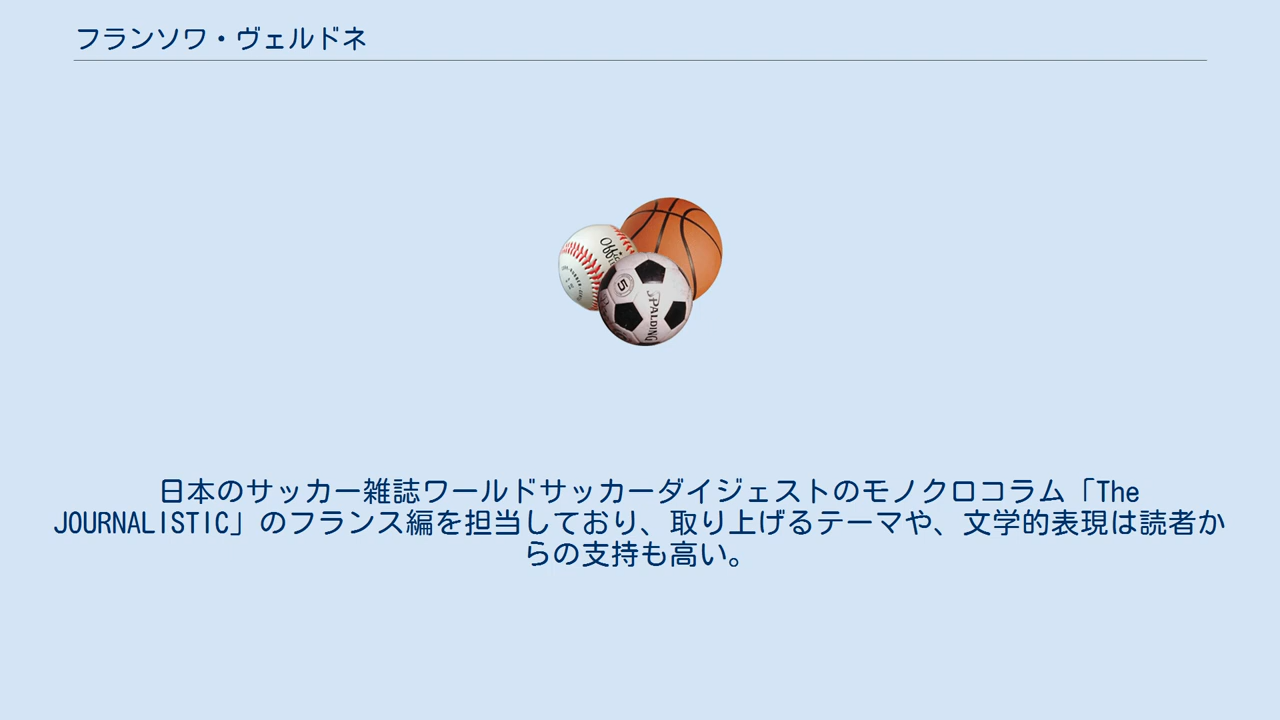 フランソワ・ヴェルドネ
Official
5
SPALDING
日本のサッカー雑誌ワールドサッカーダイジェストのモノクロコラム「The
JOURNALISTIC」のフランス編を担当しており、取り上げるテーマや、文学的表現は読者か
らの支持も高い。